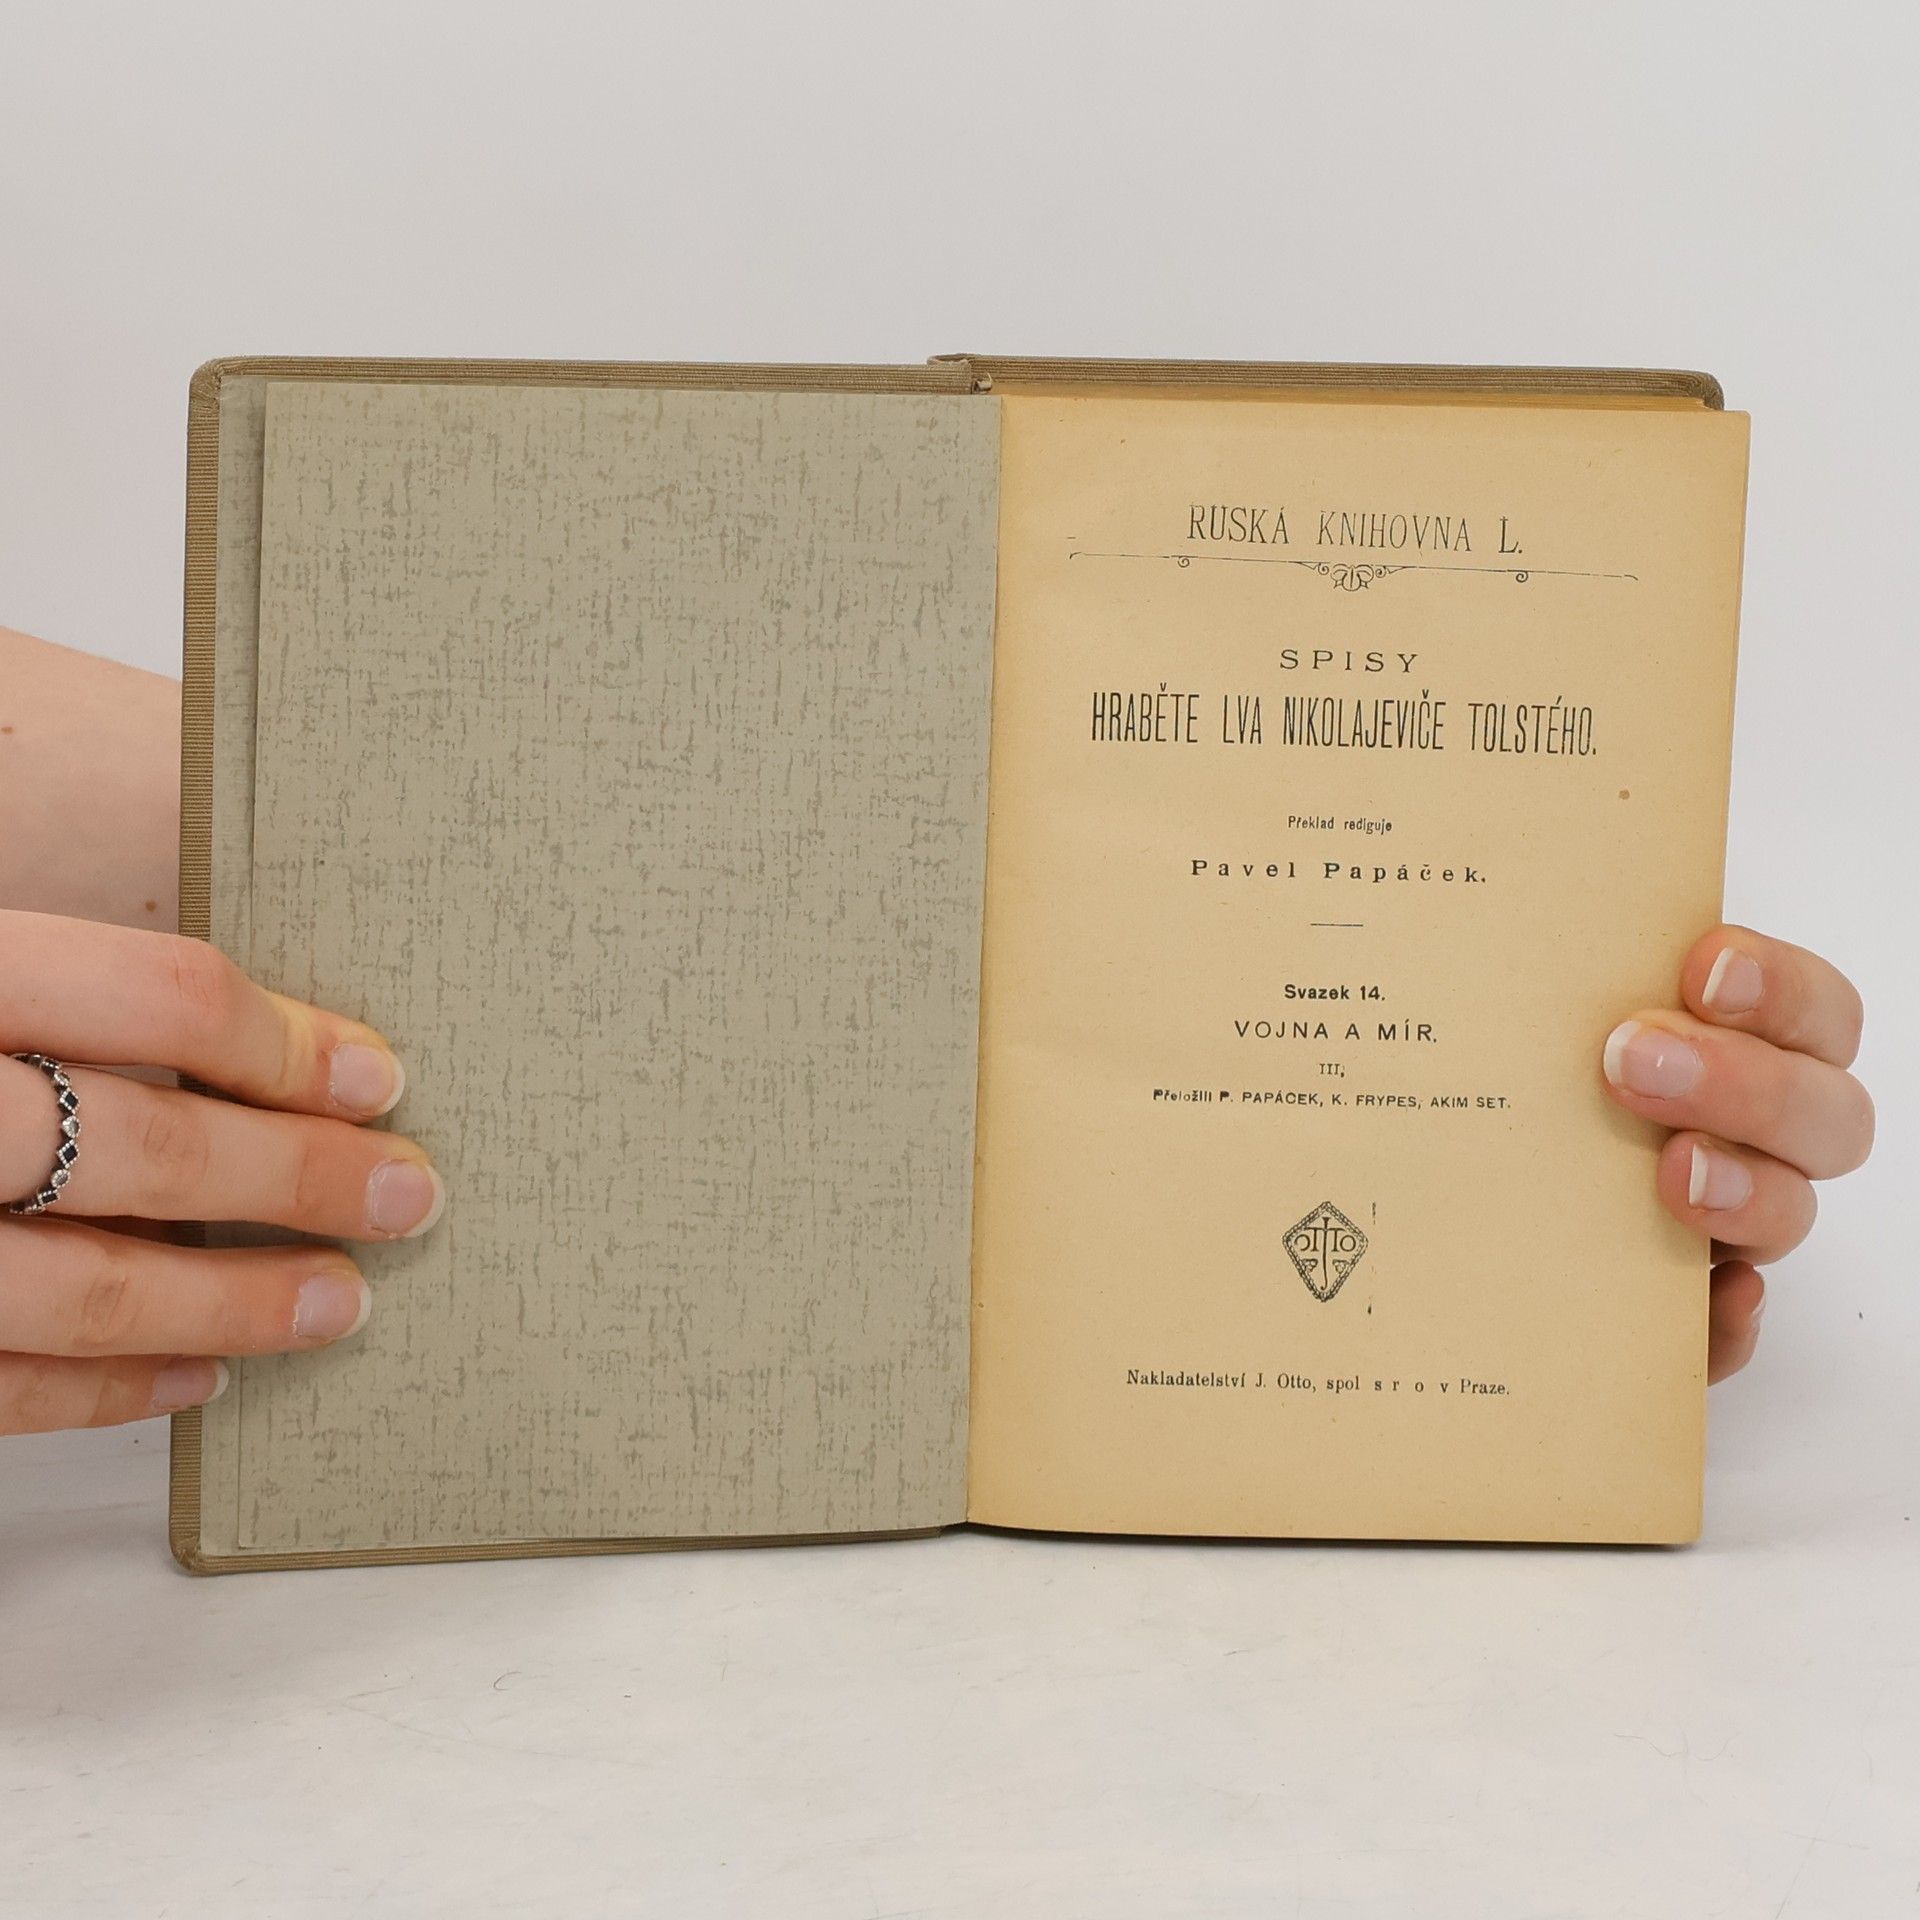 RUSKÁ KNIHOVNA L.
SPISY
HRABĚTE LVA NIKOLAJEVIČE TOLSTÉHO.
Překlad rediguje
Pavel Papáček.
Svazek 14.
VOJNA A MÍR.
III.
Přeložili P. PAPÁČEK, K. FRYPES, AKIM SET.
OTTO
Nakladatelství J. Otto, spol s r o v Praze.